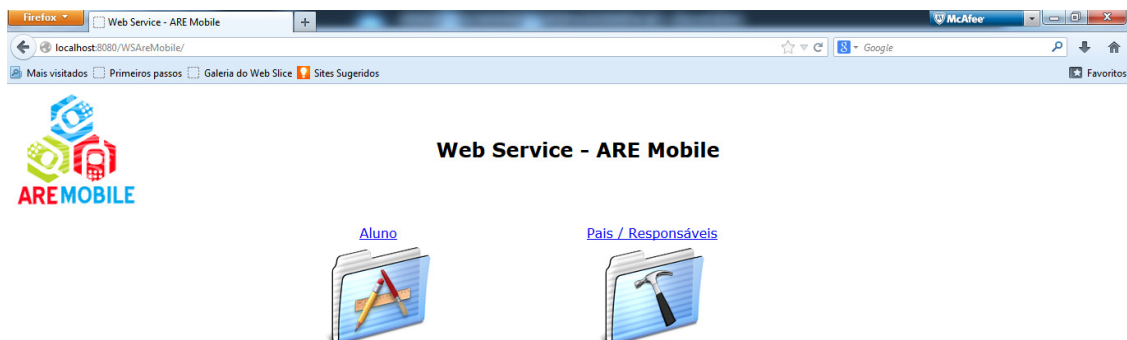 Firefox
Web Service - ARE Mobile
McAfee
localhost:8080/WSAreMobile/
Google
Mais visitados Primeiros passos Galeria do Web Slice Sites Sugeridos Favoritos
Web Service - ARE Mobile
AREMOBILE
Aluno Pais / Responsáveis